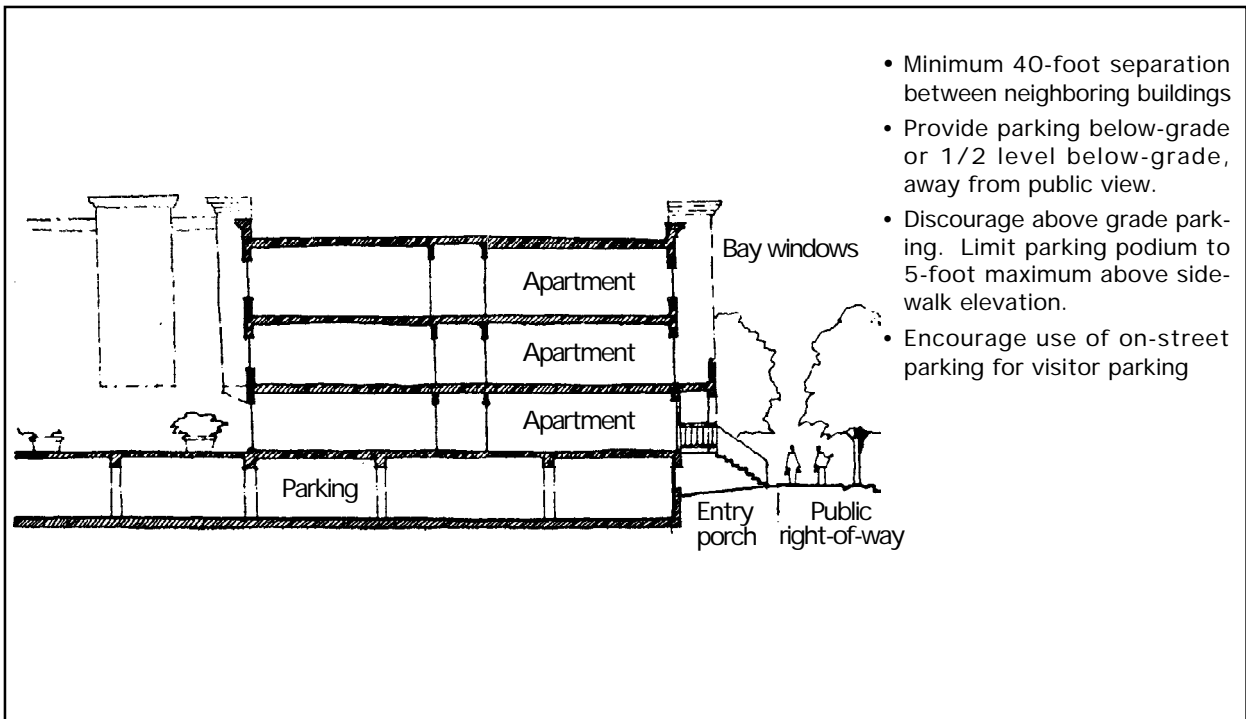 • Minimum 40-foot separation
between neighboring buildings
• Provide parking below-grade
or 1/2 level below-grade,
away from public view.
• Discourage above grade park-
ing. Limit parking podium to
5-foot maximum above side-
walk elevation.
• Encourage use of on-street
parking for visitor parking
Bay windows
Apartment
Apartment
Apartment
Parking
Entry
porch
Public
right-of-way